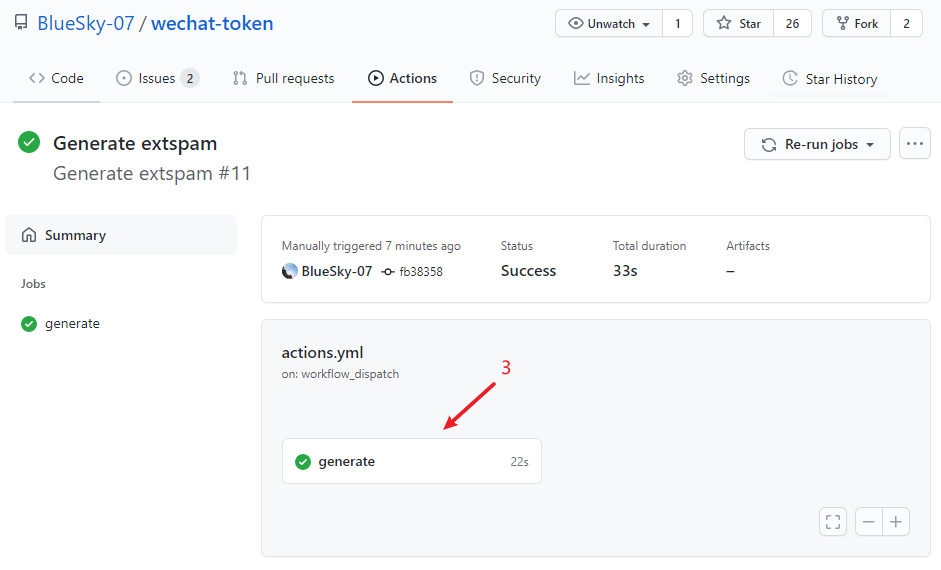 BlueSky-07 / wechat-token
Unwatch 1 Star 26 Fork 2
Code Issues 2 Pull requests Actions Security Insights Settings Star History
Generate extspam
Generate extspam #11
Re-run jobs
Summary
Jobs
generate
Manually triggered 7 minutes ago Status Total duration Artifacts
BlueSky-07 fb38358 Success 33s –
actions.yml
on: workflow_dispatch
3
generate 22s